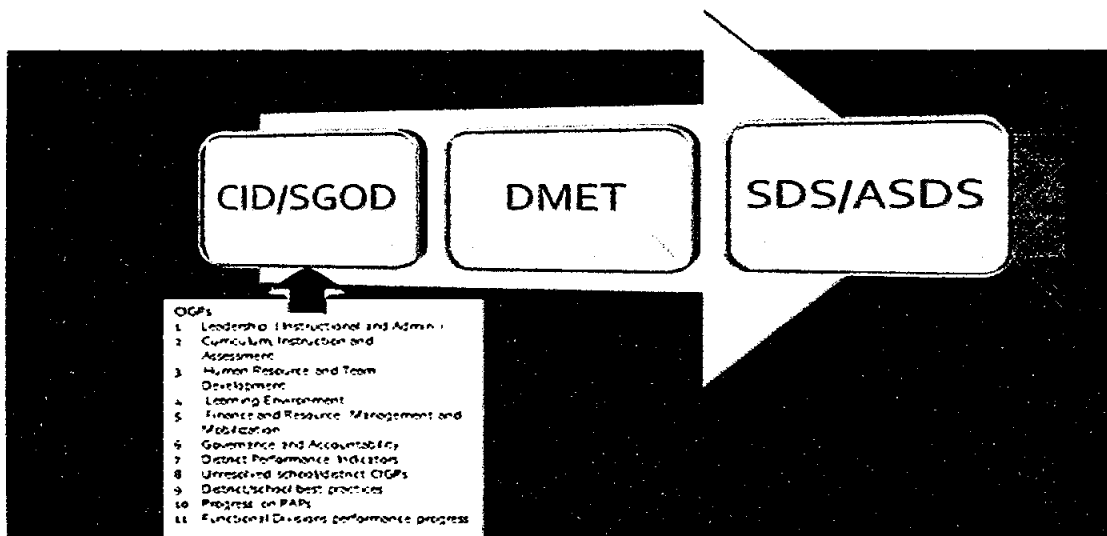 CID/SGOD
DMET
SDS/ASDS
CIGPs
1 Leadership (Instructional and Admin)
2 Curriculum, Instruction and
Assessment
3 Human Resource and Team
Development
4 Learning Environment
5 Finance and Resource Management and
Mobilization
6 Governance and Accountability
7 District Performance Indicators
8 Unresolved school/district CIGPs
9 District/school best practices
10 Progress on PAPs
11 Functional Divisions performance progress